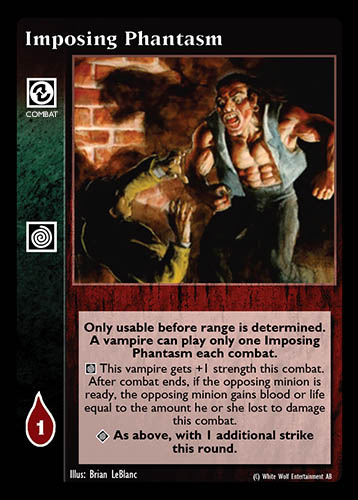 Imposing Phantasm
COMBAT
Only usable before range is determined.
A vampire can play only one Imposing
Phantasm each combat.
This vampire gets +1 strength this combat.
After combat ends, if the opposing minion is
ready, the opposing minion gains blood or life
equal to the amount he or she lost to damage
this combat.
As above, with 1 additional strike
this round.
1
Illus: Brian LeBlanc
(C) White Wolf Entertainment AB